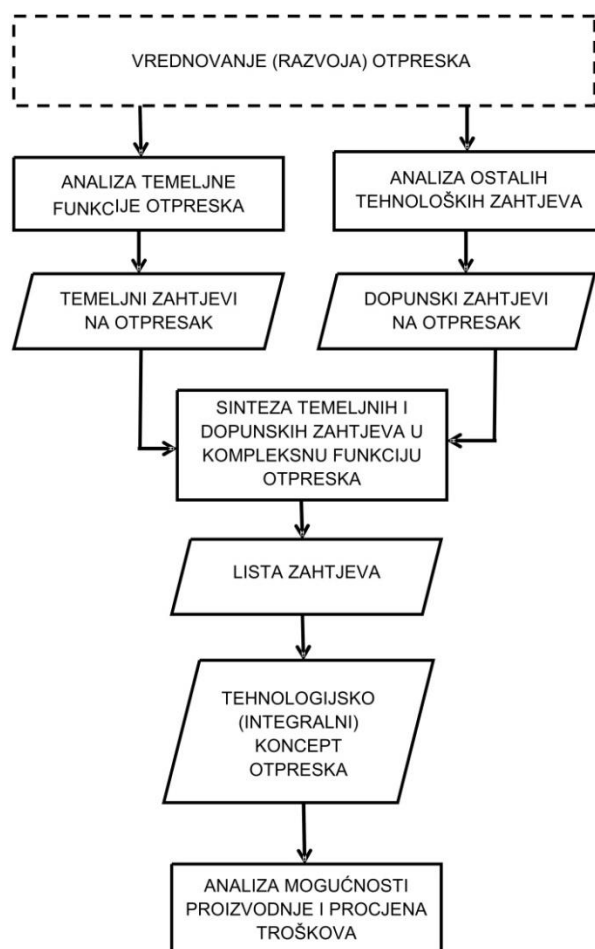 VREDNOVANJE (RAZVOJA) OTPRESKA
ANALIZA TEMELJNE
FUNKCIJE OTPRESKA
ANALIZA OSTALIH
TEHNOLOŠKIH ZAHTJEVA
TEMELJNI ZAHTJEVI
NA OTPRESAK
DOPUNSKI ZAHTJEVI
NA OTPRESAK
SINTEZA TEMELJNIH I
DOPUNSKIH ZAHTJEVA U
KOMPLEKSNU FUNKCIJU
OTPRESKA
LISTA ZAHTJEVA
TEHNOLOGIJSKO
(INTEGRALNI)
KONCEPT
OTPRESKA
ANALIZA MOGUĆNOSTI
PROIZVODNJE I PROCJENA
TROŠKOVA